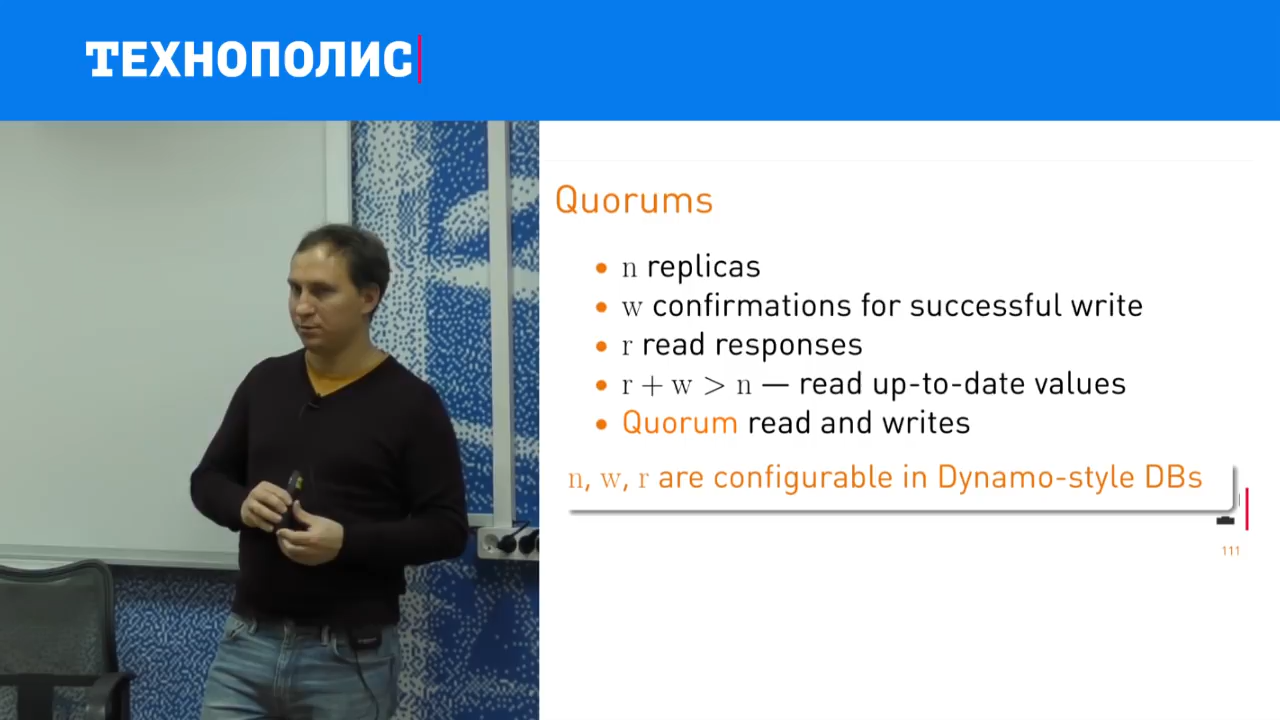 ТЕХНОПОЛИС
Quorums
• n replicas
• w confirmations for successful write
• r read responses
• r + w > n — read up-to-date values
• Quorum read and writes
n, w, r are configurable in Dynamo-style DBs
111